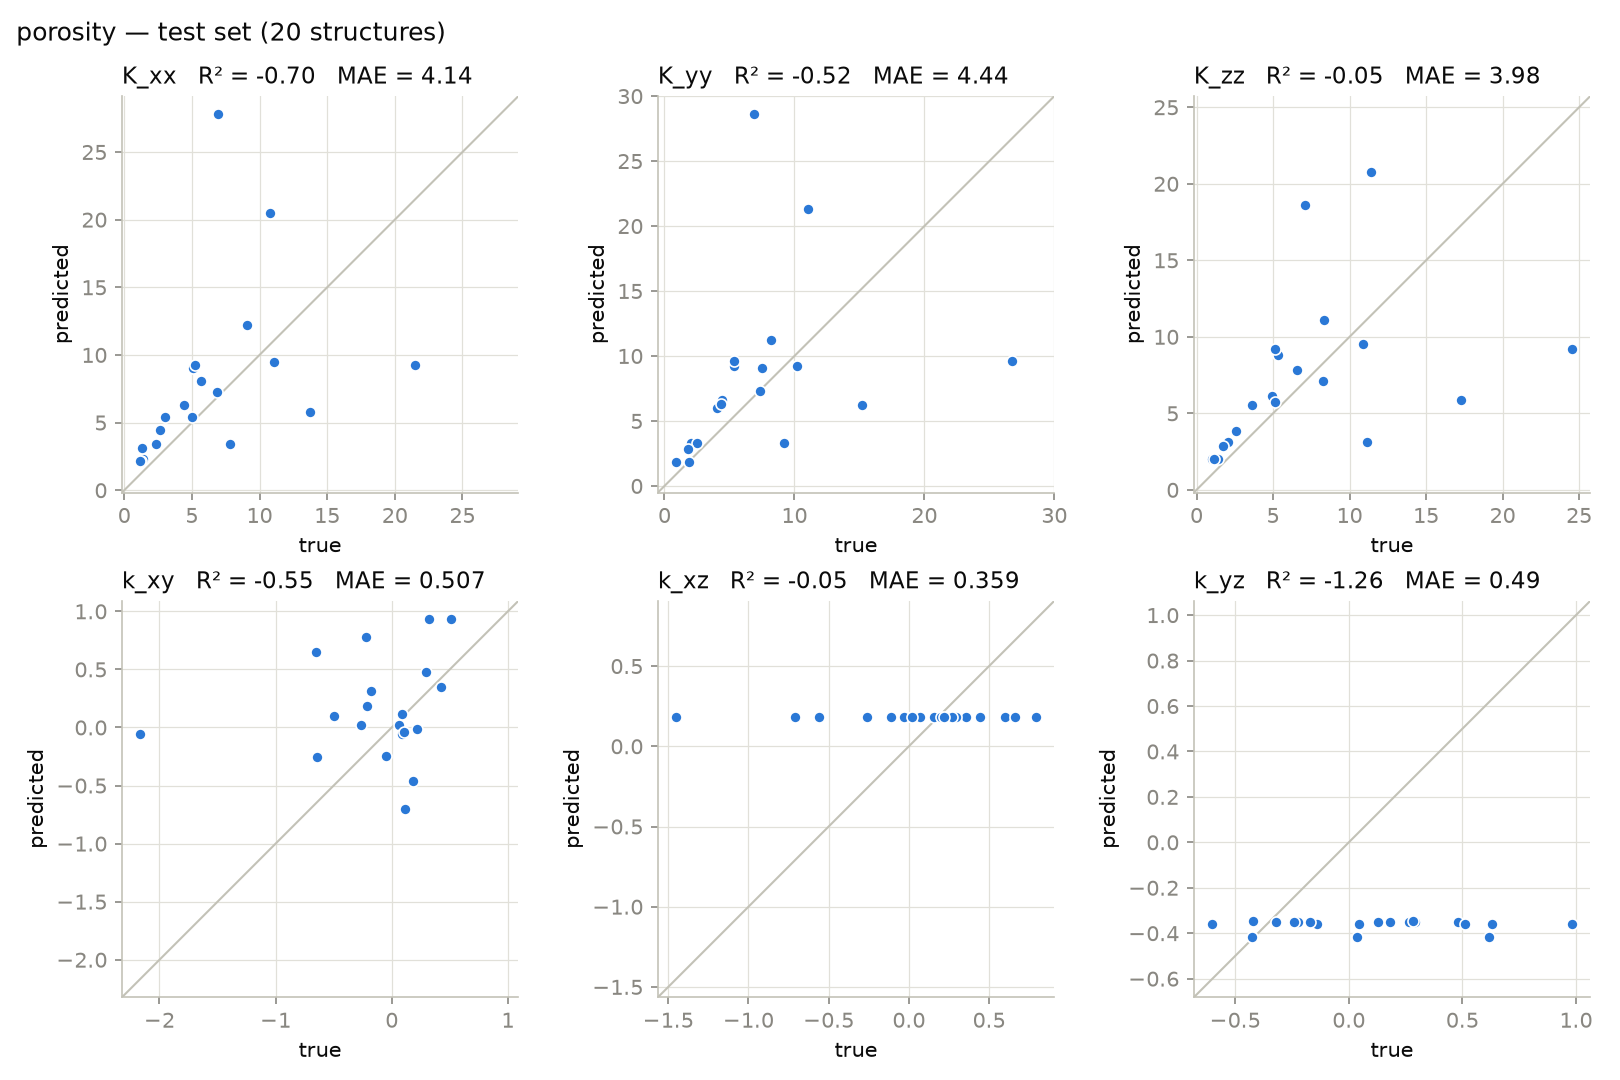 porosity — test set (20 structures)
K_xx R² = -0.70 MAE = 4.14
25
20
15
10
5
0
predicted
0 5 10 15 20 25
true
K_yy R² = -0.52 MAE = 4.44
30
25
20
15
10
5
0
predicted
0 10 20 30
true
K_zz R² = -0.05 MAE = 3.98
25
20
15
10
5
0
predicted
0 5 10 15 20 25
true
k_xy R² = -0.55 MAE = 0.507
1.0
0.5
0.0
−0.5
−1.0
−1.5
−2.0
predicted
−2 −1 0 1
true
k_xz R² = -0.05 MAE = 0.359
0.5
0.0
−0.5
−1.0
−1.5
predicted
−1.5 −1.0 −0.5 0.0 0.5
true
k_yz R² = -1.26 MAE = 0.49
1.0
0.8
0.6
0.4
0.2
0.0
−0.2
−0.4
−0.6
predicted
−0.5 0.0 0.5 1.0
true